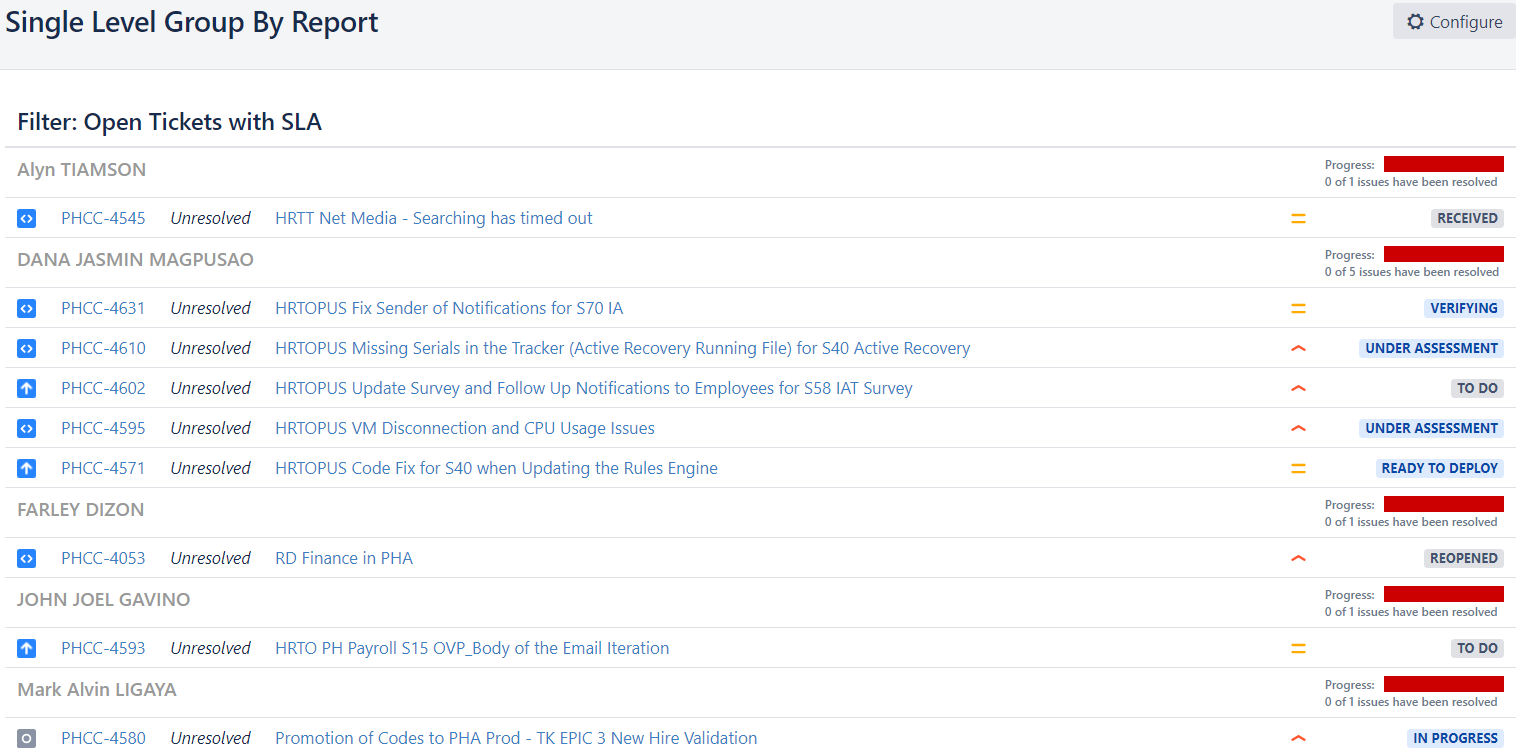 Single Level Group By Report
Configure
Filter: Open Tickets with SLA
Alyn TIAMSON
Progress:
0 of 1 issues have been resolved
PHCC-4545 Unresolved HRTT Net Media - Searching has timed out RECEIVED
DANA JASMIN MAGPUSAO
Progress:
0 of 5 issues have been resolved
PHCC-4631 Unresolved HRTOPUS Fix Sender of Notifications for S70 IA VERIFYING
PHCC-4610 Unresolved HRTOPUS Missing Serials in the Tracker (Active Recovery Running File) for S40 Active Recovery UNDER ASSESSMENT
PHCC-4602 Unresolved HRTOPUS Update Survey and Follow Up Notifications to Employees for S58 IAT Survey TO DO
PHCC-4595 Unresolved HRTOPUS VM Disconnection and CPU Usage Issues UNDER ASSESSMENT
PHCC-4571 Unresolved HRTOPUS Code Fix for S40 when Updating the Rules Engine READY TO DEPLOY
FARLEY DIZON
Progress:
0 of 1 issues have been resolved
PHCC-4053 Unresolved RD Finance in PHA REOPENED
JOHN JOEL GAVINO
Progress:
0 of 1 issues have been resolved
PHCC-4593 Unresolved HRTO PH Payroll S15 OVP_Body of the Email Iteration TO DO
Mark Alvin LIGAYA
Progress:
0 of 1 issues have been resolved
PHCC-4580 Unresolved Promotion of Codes to PHA Prod - TK EPIC 3 New Hire Validation IN PROGRESS